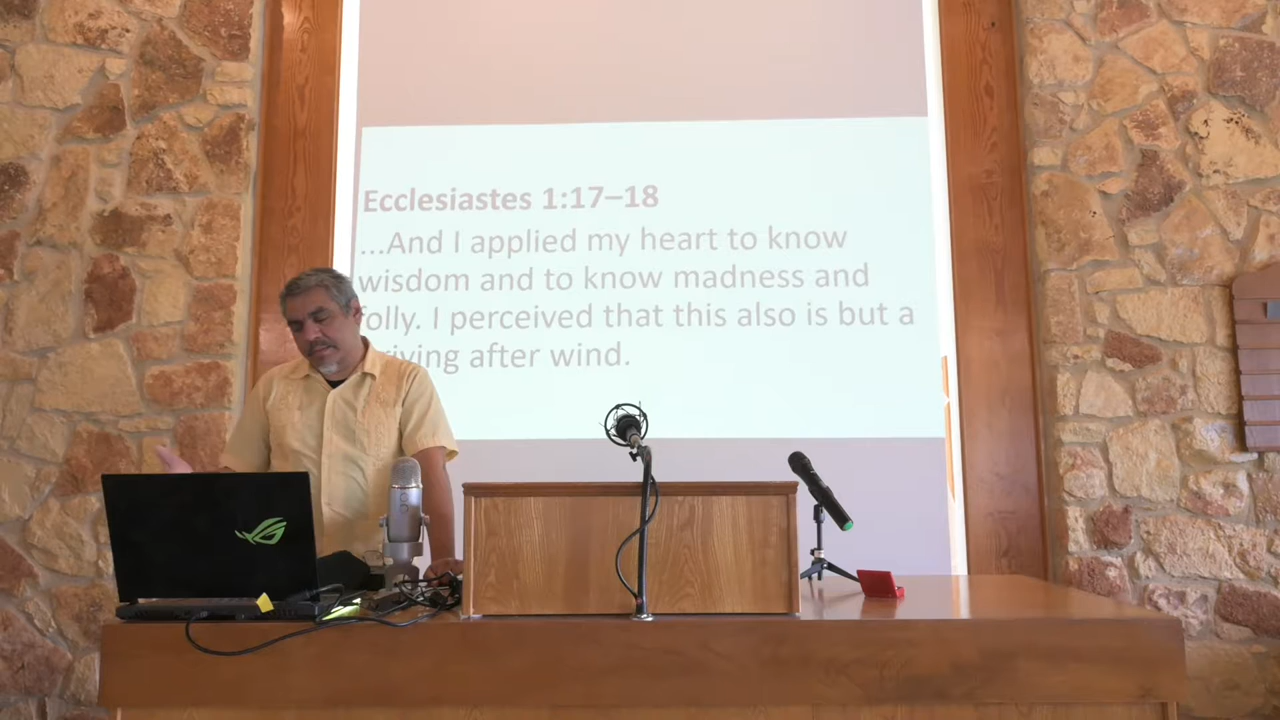 Ecclesiastes 1:17–18
...And I applied my heart to know
wisdom and to know madness and
folly. I perceived that this also is but a
after wind.